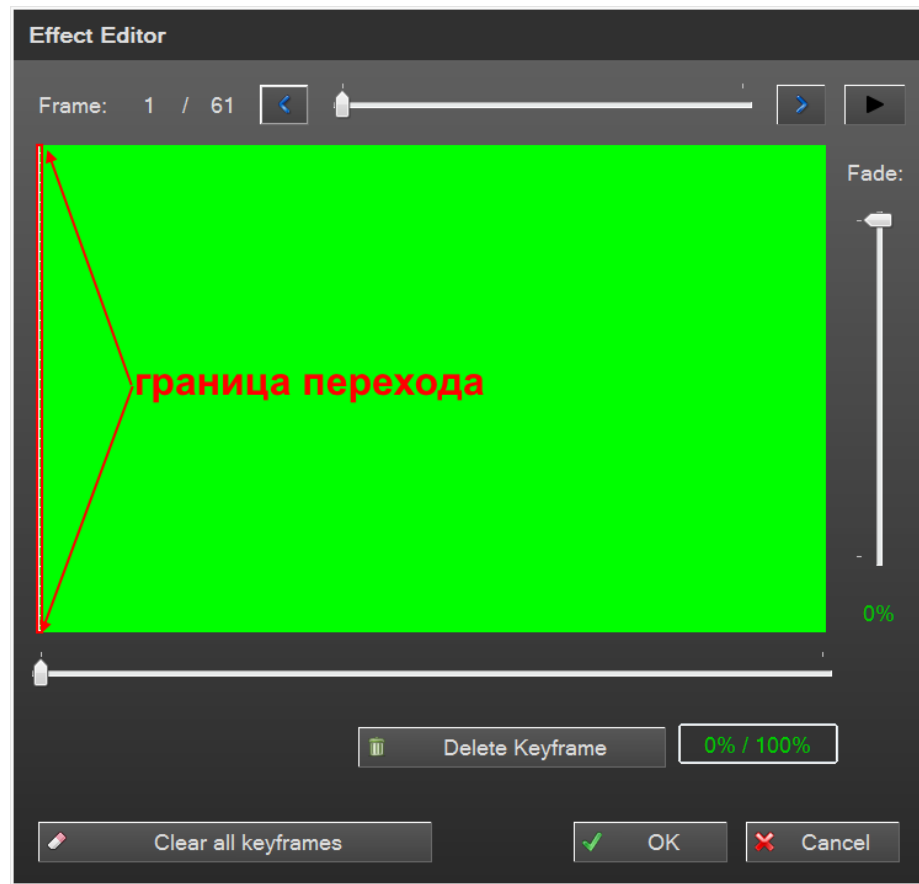 Effect Editor
Frame: 1 / 61
Fade:
граница перехода
0%
Delete Keyframe 0% / 100%
Clear all keyframes OK Cancel